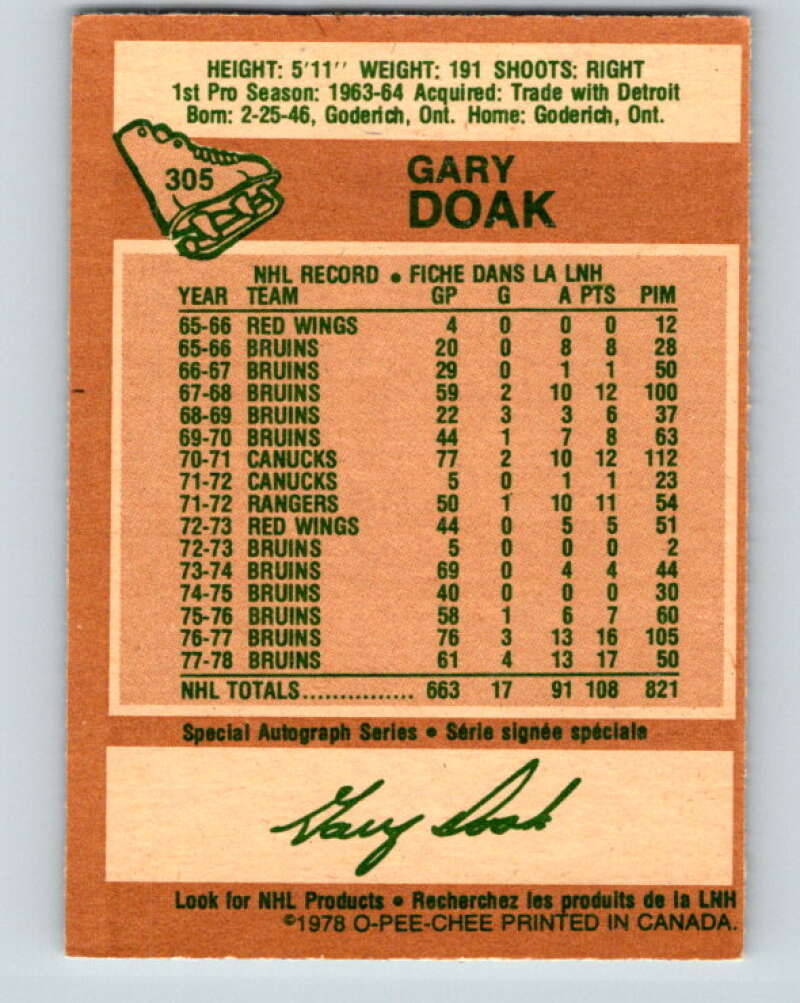 HEIGHT: 5'11'' WEIGHT: 191 SHOOTS: RIGHT
1st Pro Season: 1963-64 Acquired: Trade with Detroit
Born: 2-25-46, Goderich, Ont. Home: Goderich, Ont.
305
GARY
DOAK
NHL RECORD • FICHE DANS LA LNH
YEAR TEAM GP G A PTS PIM
65-66 RED WINGS 4 0 0 0 12
65-66 BRUINS 20 0 8 8 28
66-67 BRUINS 29 0 1 1 50
67-68 BRUINS 59 2 10 12 100
68-69 BRUINS 22 3 3 6 37
69-70 BRUINS 44 1 7 8 63
70-71 CANUCKS 77 2 10 12 112
71-72 CANUCKS 5 0 1 1 23
71-72 RANGERS 50 1 10 11 54
72-73 RED WINGS 44 0 5 5 51
72-73 BRUINS 5 0 0 0 2
73-74 BRUINS 69 0 4 4 44
74-75 BRUINS 40 0 0 0 30
75-76 BRUINS 58 1 6 7 60
76-77 BRUINS 76 3 13 16 105
77-78 BRUINS 61 4 13 17 50
NHL TOTALS............... 663 17 91 108 821
Special Autograph Series • Série signée spéciale
Gary Doak
Look for NHL Products • Recherchez les produits de la LNH
©1978 O-PEE-CHEE PRINTED IN CANADA.